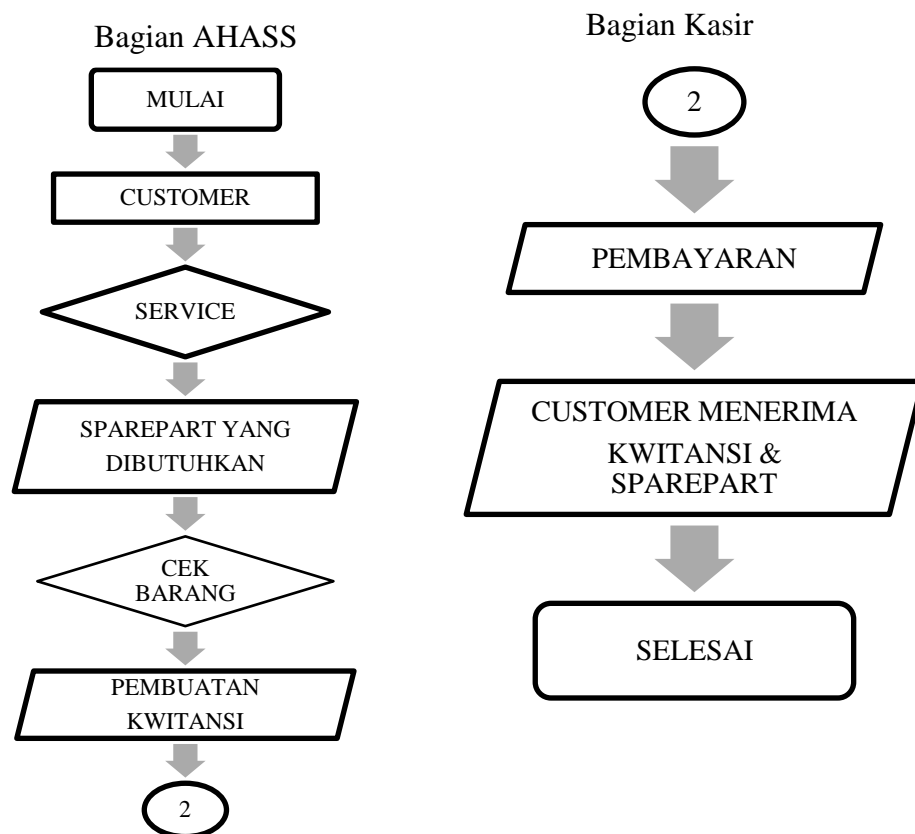 Bagian AHASS
MULAI
CUSTOMER
SERVICE
SPAREPART YANG
DIBUTUHKAN
CEK
BARANG
PEMBUATAN
KWITANSI
2
Bagian Kasir
2
PEMBAYARAN
CUSTOMER MENERIMA
KWITANSI &
SPAREPART
SELESAI